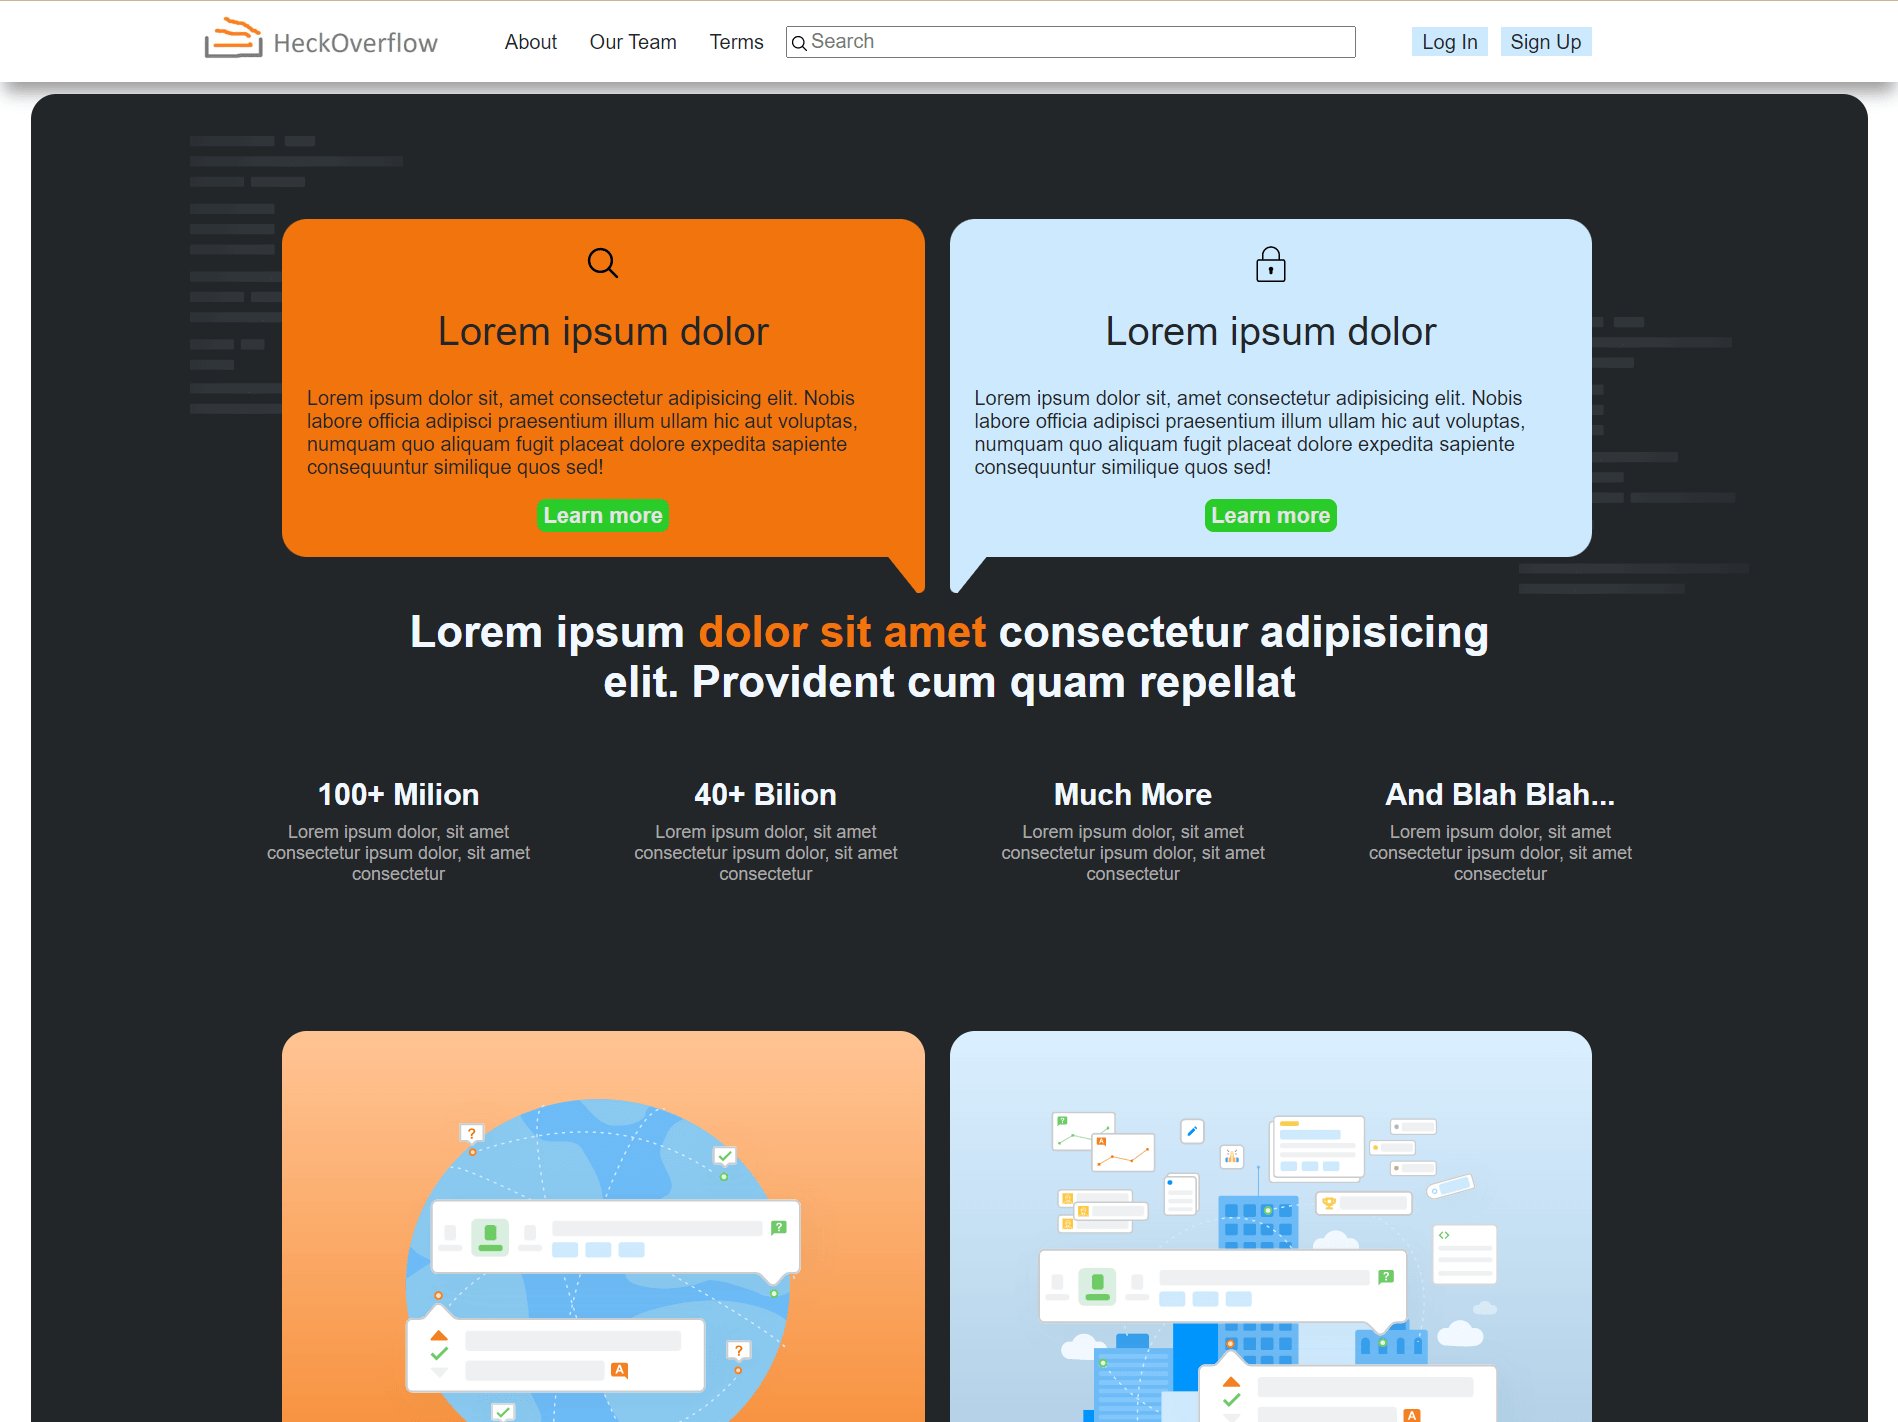 HeckOverflow
About
Our Team
Terms
Search
Log In
Sign Up
Lorem ipsum dolor
Lorem ipsum dolor sit, amet consectetur adipisicing elit. Nobis
labore officia adipisci praesentium illum ullam hic aut voluptas,
numquam quo aliquam fugit placeat dolore expedita sapiente
consequuntur similique quos sed!
Learn more
Lorem ipsum dolor
Lorem ipsum dolor sit, amet consectetur adipisicing elit. Nobis
labore officia adipisci praesentium illum ullam hic aut voluptas,
numquam quo aliquam fugit placeat dolore expedita sapiente
consequuntur similique quos sed!
Learn more
Lorem ipsum dolor sit amet consectetur adipisicing
elit. Provident cum quam repellat
100+ Milion
Lorem ipsum dolor, sit amet
consectetur ipsum dolor, sit amet
consectetur
40+ Bilion
Lorem ipsum dolor, sit amet
consectetur ipsum dolor, sit amet
consectetur
Much More
Lorem ipsum dolor, sit amet
consectetur ipsum dolor, sit amet
consectetur
And Blah Blah...
Lorem ipsum dolor, sit amet
consectetur ipsum dolor, sit amet
consectetur
?
?
?
A
?
A
?
A